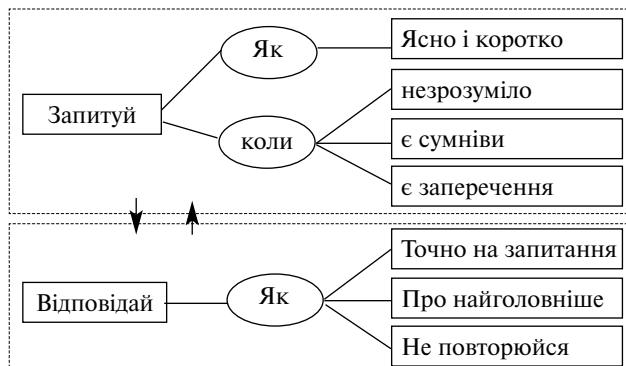 Запитуй
Як
Ясно і коротко
коли
незрозуміло
є сумніви
є заперечення
Відповідай
Як
Точно на запитання
Про найголовніше
Не повторюйся